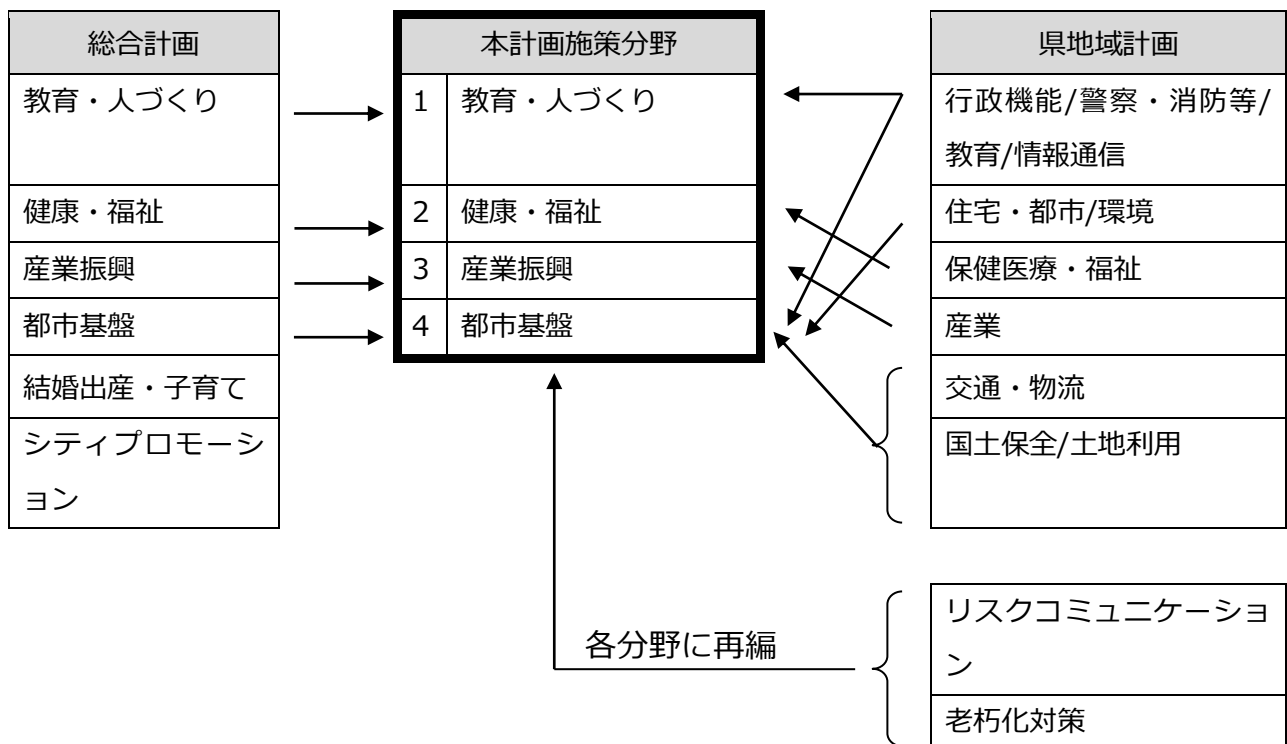 総合計画
教育・人づくり
健康・福祉
産業振興
都市基盤
結婚出産・子育て
シティプロモーシ
ョン
本計画施策分野
1 教育・人づくり
2 健康・福祉
3 産業振興
4 都市基盤
県地域計画
行政機能/警察・消防等/
教育/情報通信
住宅・都市/環境
保健医療・福祉
産業
交通・物流
国土保全/土地利用
各分野に再編
リスクコミュニケーショ
ン
老朽化対策